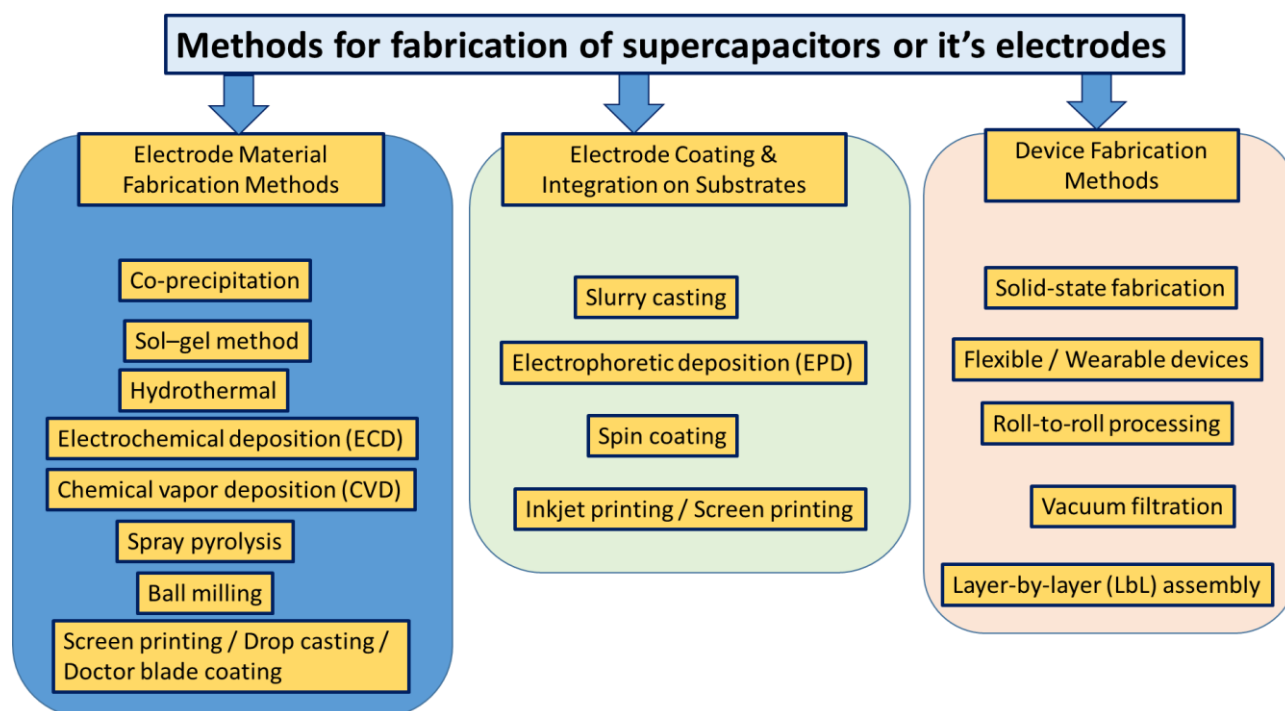 Methods for fabrication of supercapacitors or it's electrodes
Electrode Material
Fabrication Methods
Co-precipitation
Sol–gel method
Hydrothermal
Electrochemical deposition (ECD)
Chemical vapor deposition (CVD)
Spray pyrolysis
Ball milling
Screen printing / Drop casting /
Doctor blade coating
Electrode Coating &
Integration on Substrates
Slurry casting
Electrophoretic deposition (EPD)
Spin coating
Inkjet printing / Screen printing
Device Fabrication
Methods
Solid-state fabrication
Flexible / Wearable devices
Roll-to-roll processing
Vacuum filtration
Layer-by-layer (LbL) assembly